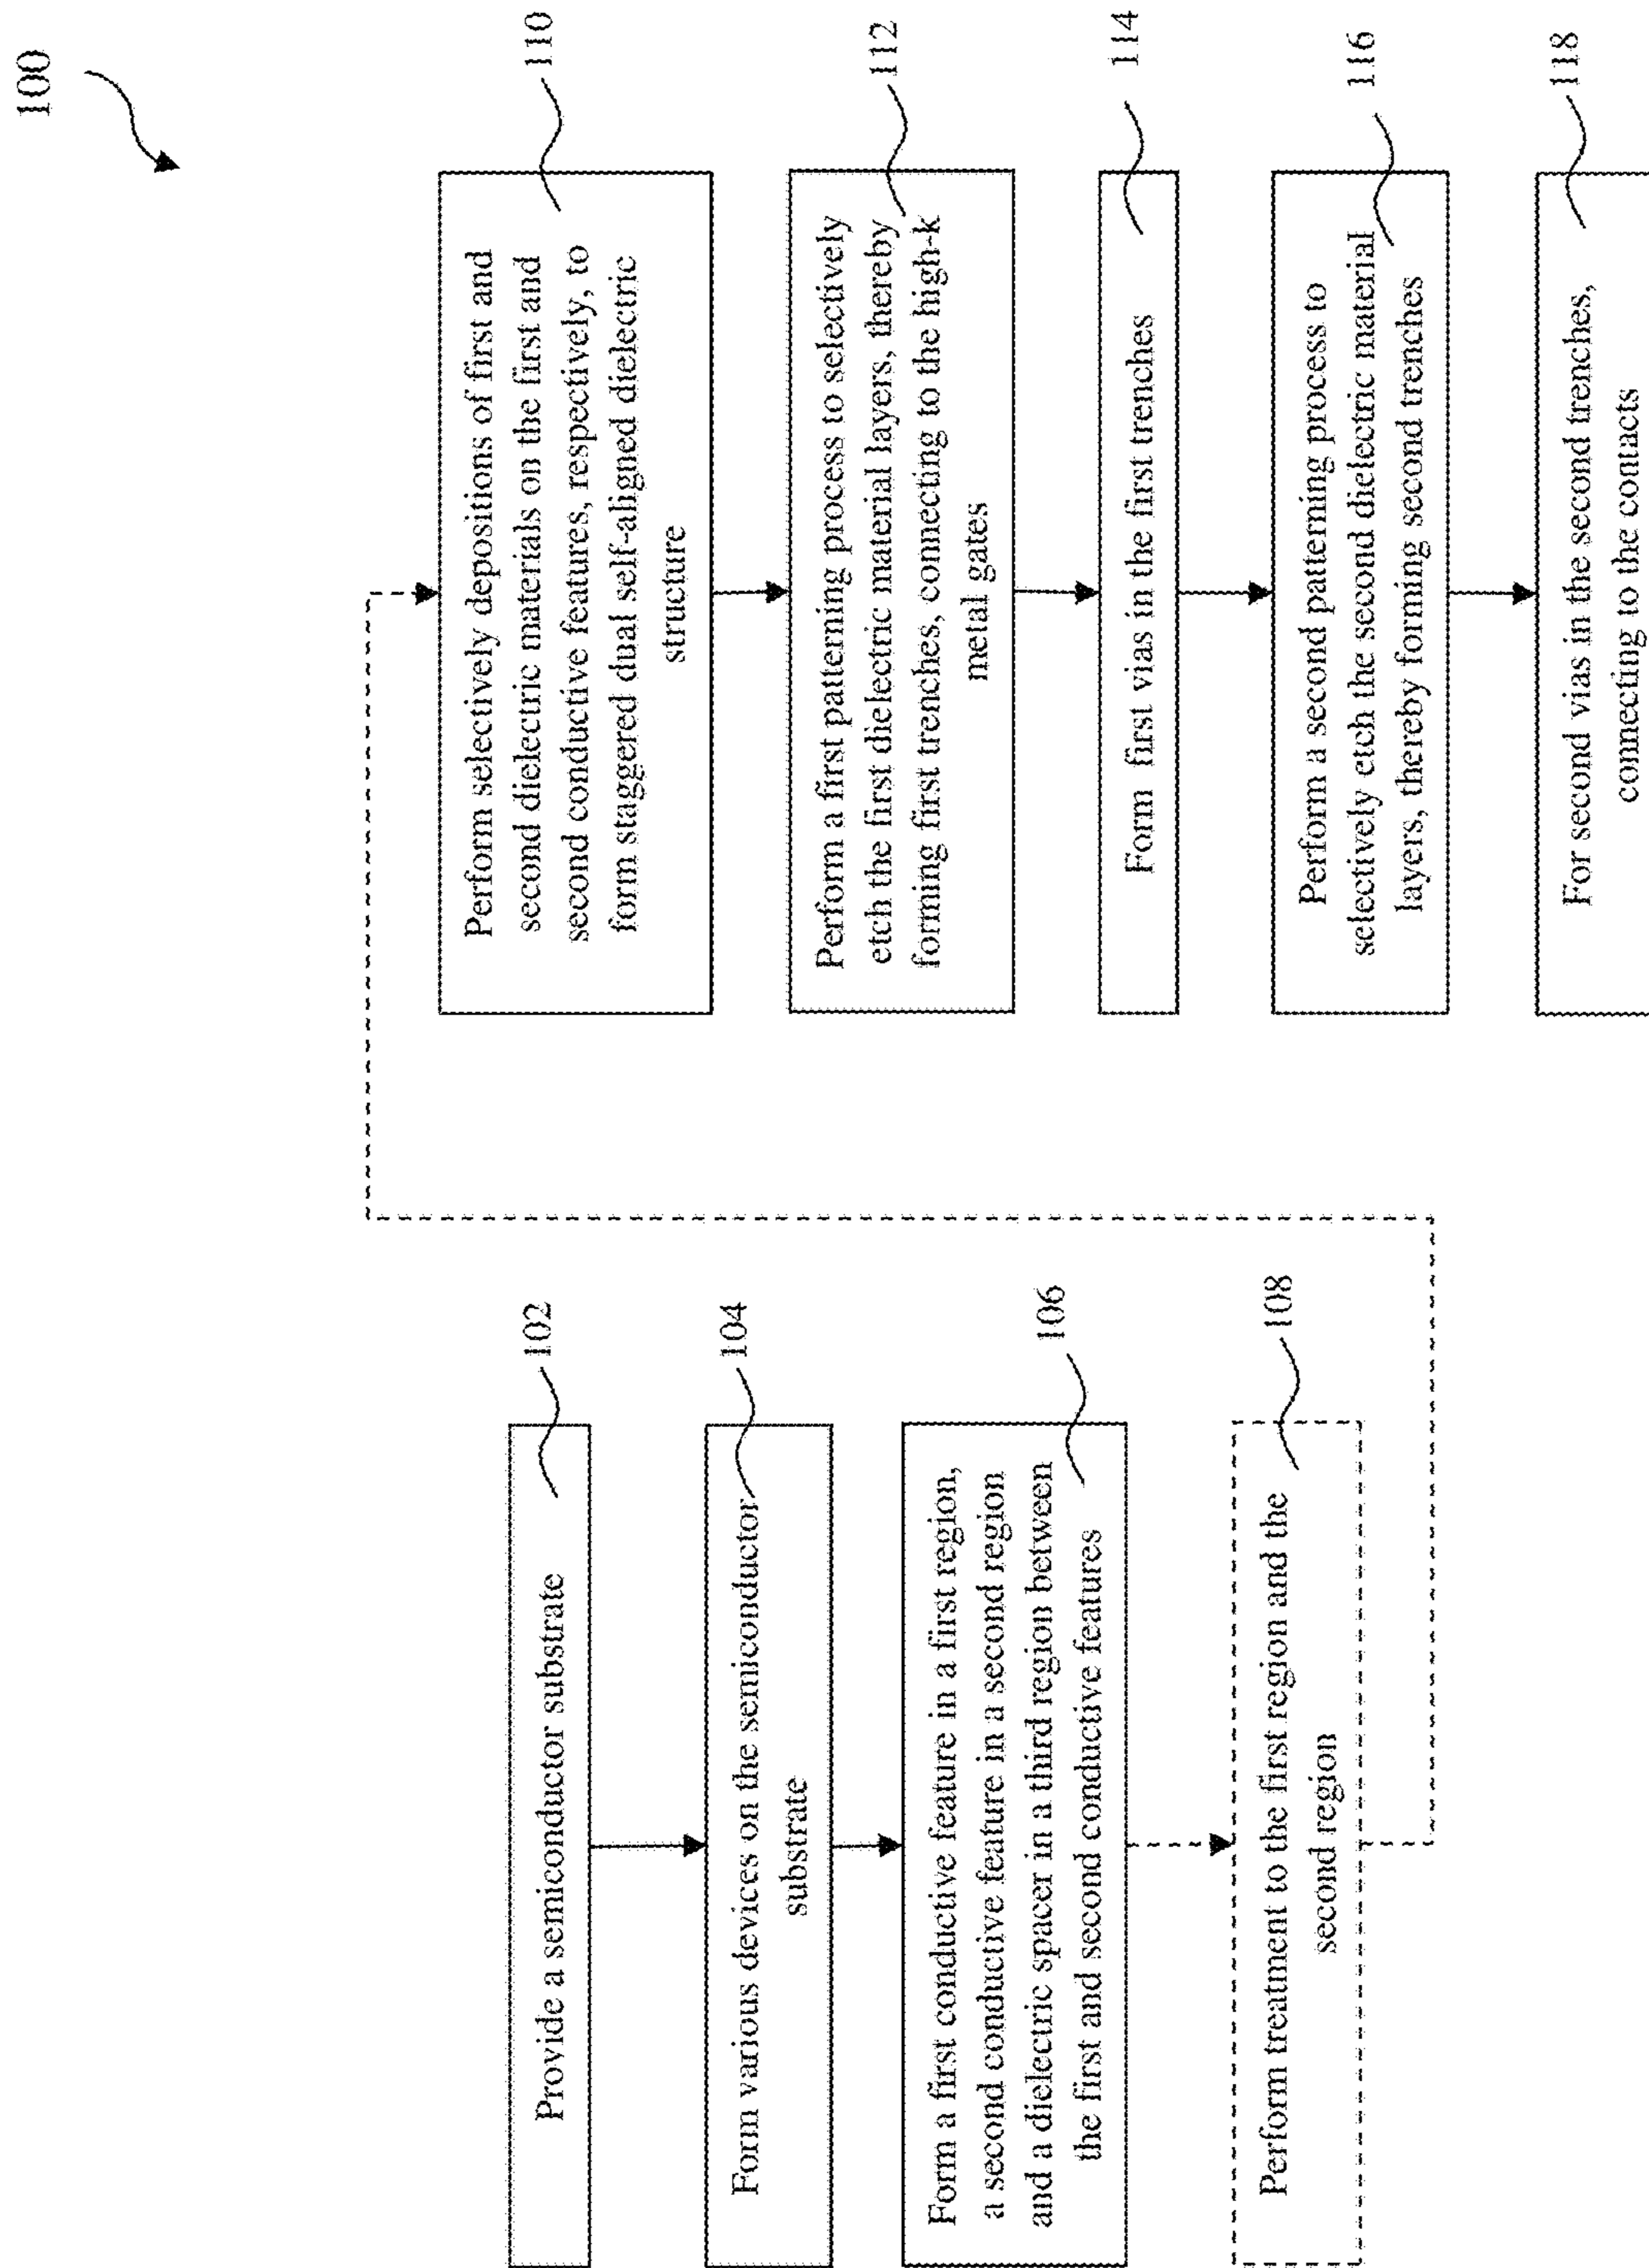 100
Provide a semiconductor substrate
102
Form various devices on the semiconductor
substrate
104
Form a first conductive feature in a first region,
a second conductive feature in a second region
and a dielectric spacer in a third region between
the first and second conductive features
106
Perform treatment to the first region and the
second region
108
Perform selectively depositions of first and
second dielectric materials on the first and
second conductive features, respectively, to
form staggered dual self-aligned dielectric
structure
110
Perform a first patterning process to selectively
etch the first dielectric material layers, thereby
forming first trenches, connecting to the high-k
metal gates
112
Form first vias in the first trenches
114
Perform a second patterning process to
selectively etch the second dielectric material
layers, thereby forming second trenches
116
For second vias in the second trenches,
connecting to the contacts
118